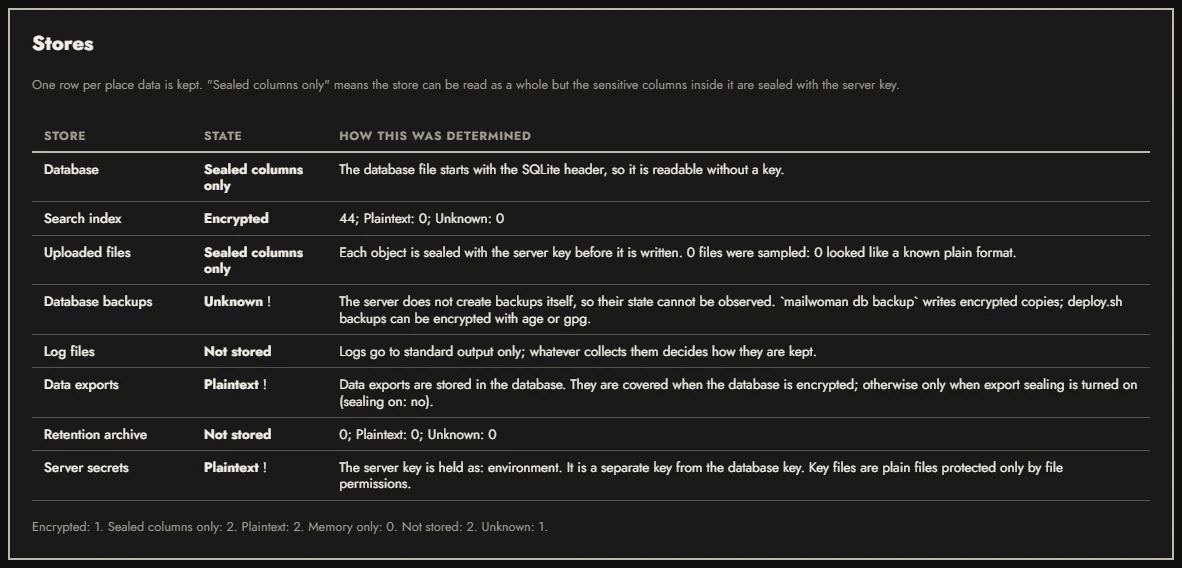 Stores
One row per place data is kept. "Sealed columns only" means the store can be read as a whole but the sensitive columns inside it are sealed with the server key.
STORE STATE HOW THIS WAS DETERMINED
Database Sealed columns only The database file starts with the SQLite header, so it is readable without a key.
Search index Encrypted 44; Plaintext: 0; Unknown: 0
Uploaded files Sealed columns only Each object is sealed with the server key before it is written. 0 files were sampled: 0 looked like a known plain format.
Database backups Unknown ! The server does not create backups itself, so their state cannot be observed. `mailwoman db backup` writes encrypted copies; deploy.sh
backups can be encrypted with age or gpg.
Log files Not stored Logs go to standard output only; whatever collects them decides how they are kept.
Data exports Plaintext ! Data exports are stored in the database. They are covered when the database is encrypted; otherwise only when export sealing is turned on
(sealing on: no).
Retention archive Not stored 0; Plaintext: 0; Unknown: 0
Server secrets Plaintext ! The server key is held as: environment. It is a separate key from the database key. Key files are plain files protected only by file
permissions.
Encrypted: 1. Sealed columns only: 2. Plaintext: 2. Memory only: 0. Not stored: 2. Unknown: 1.